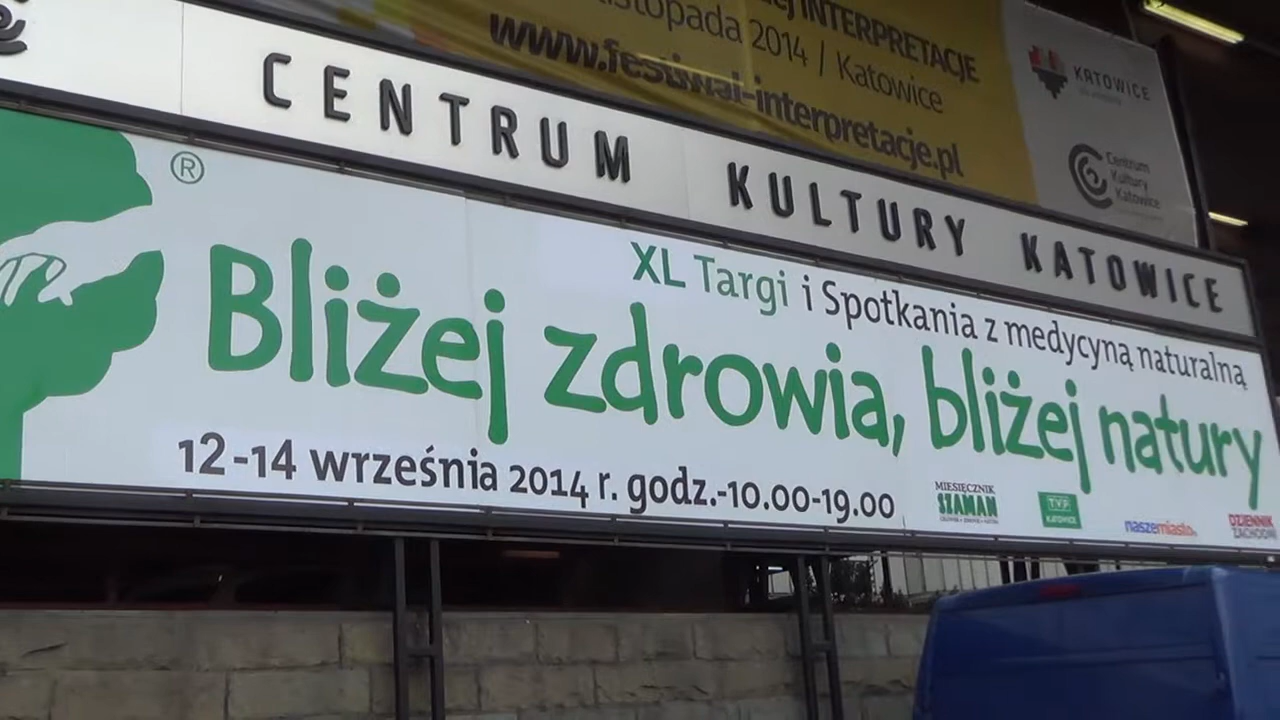 INTERPRETACJE
listopada 2014 / Katowice
www.festiwal-interpretacje.pl
KATOWICE
Centrum
Kultury
Katowice
CENTRUM KULTURY KATOWICE
®
XL Targi i Spotkania z medycyną naturalną
Bliżej zdrowia, bliżej natury
12-14 września 2014 r. godz.-10.00-19.00
MIESIĘCZNIK
SZAMAN
TVP
KATOWICE
naszemiasto
DZIENNIK
ZACHODNI